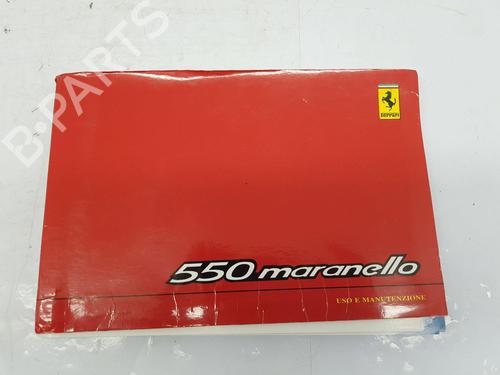 B-PARTS
Ferrari
550 maranello
USO E MANUTENZIONE